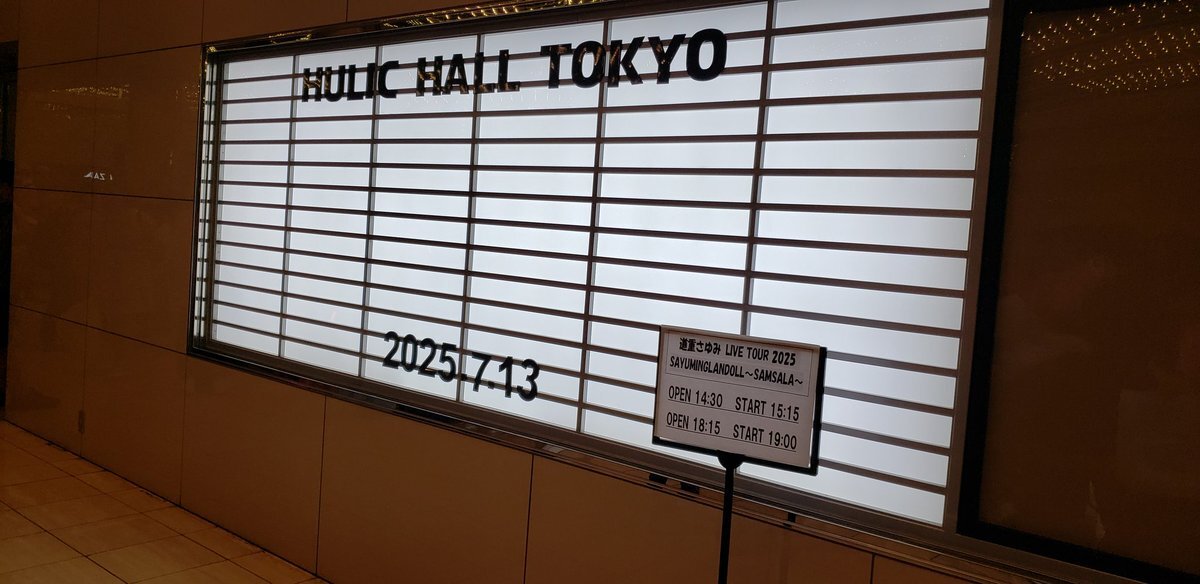 HULIC HALL TOKYO
2025.7.13
道重さゆみ LIVE TOUR 2025
SAYUMINGLANDOLL〜SAMSALA〜
OPEN 14:30 START 15:15
OPEN 18:15 START 19:00